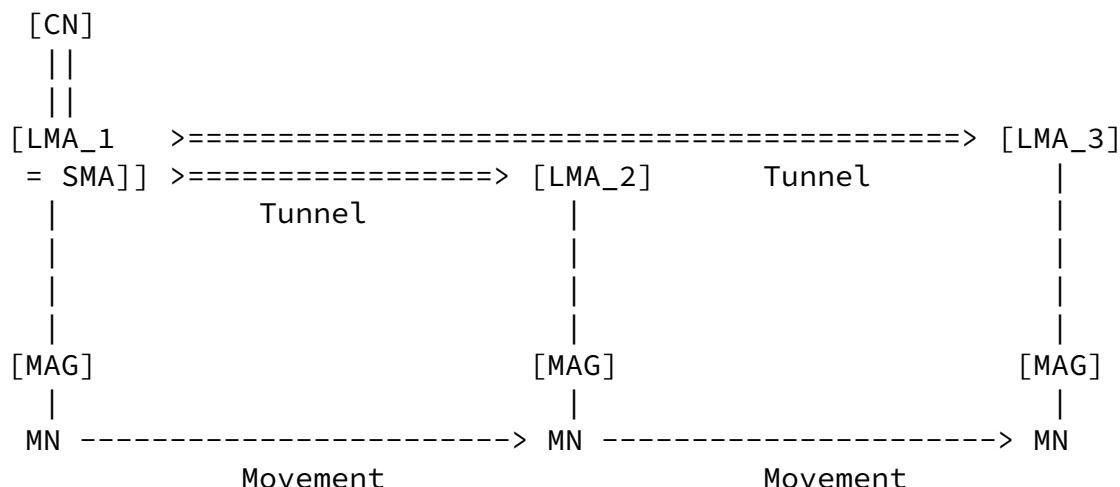 [CN]
||
||
[LMA_1   >===========================================> [LMA_3]
= SMA]] >=================> [LMA_2]      Tunnel           |
|           Tunnel           |                          |
|                            |                          |
|                            |                          |
|                            |                          |
[MAG]                        [MAG]                      [MAG]
|                            |                          |
MN ------------------------> MN ----------------------> MN
Movement             Movement